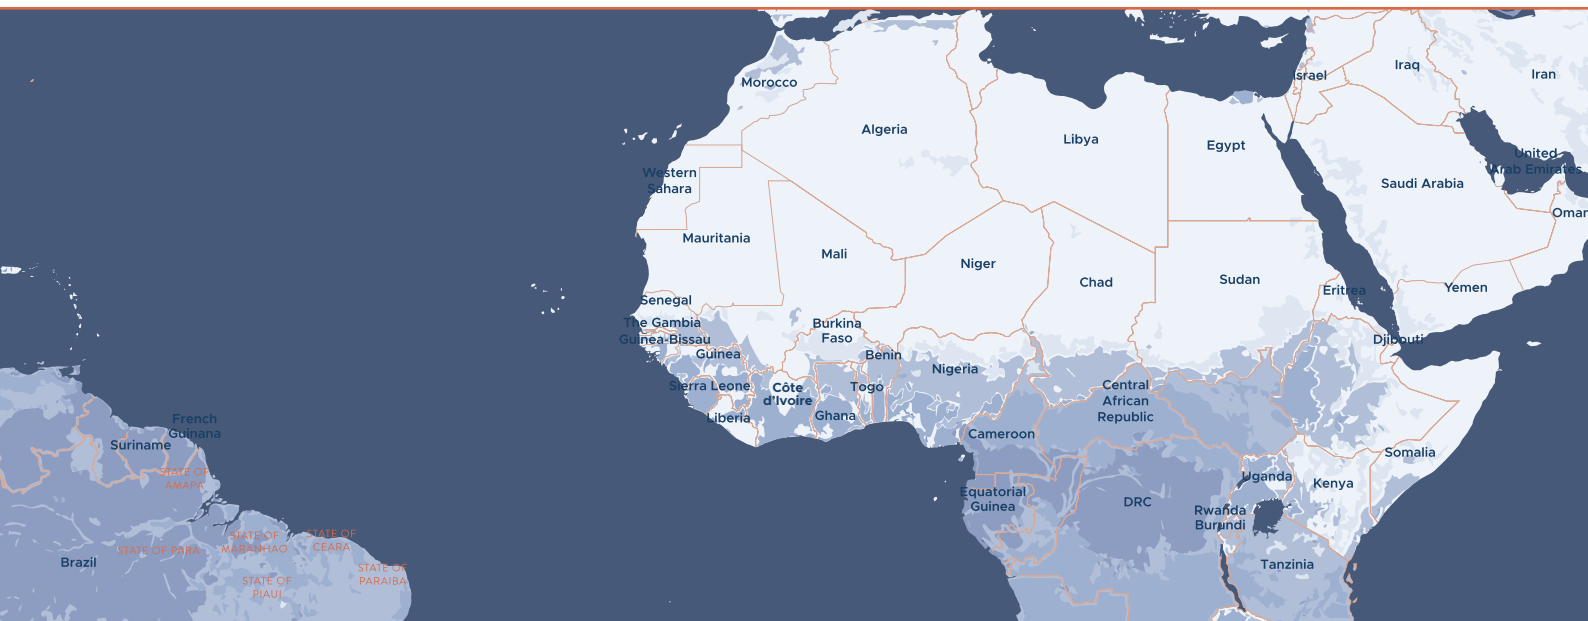 Israel
Iraq
Iran
Morocco
Algeria
Libya
Egypt
United
Arab Emirates
Western
Sahara
Saudi Arabia
Oman
Mauritania
Mali
Niger
Chad
Sudan
Eritrea
Yemen
Senegal
The Gambia
Guinea-Bissau
Burkina
Faso
Djibouti
Guinea
Benin
Nigeria
Sierra Leone
Côte
d’Ivoire
Togo
Central
African
Republic
Liberia
Ghana
French
Guinana
Suriname
Cameroon
STATE OF
AMAPA
Somalia
Uganda
Kenya
Equatorial
Guinea
DRC
Rwanda
Burundi
STATE OF
MARANHAO
STATE OF
CEARA
STATE OF PARA
Brazil
STATE OF
PARAIBA
STATE OF
PIAUI
Tanzania